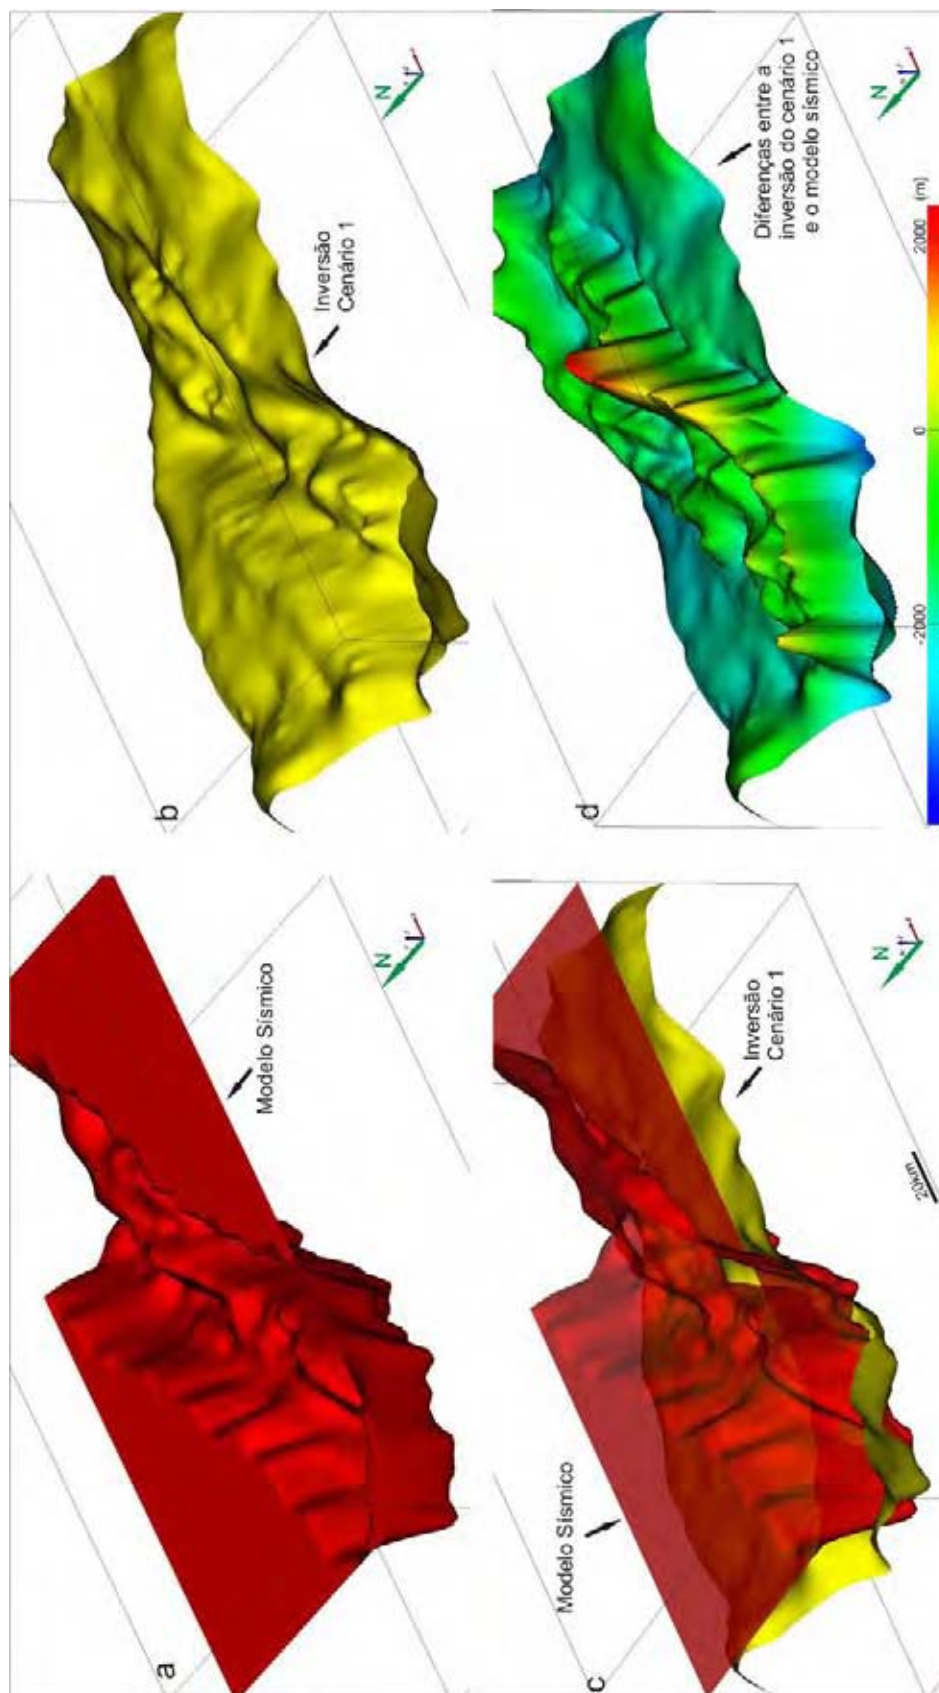 a
Modelo Sísmico
N
b
Inversão
Cenário 1
N
c
Modelo Sísmico
Inversão
Cenário 1
20km
N
d
Diferenças entre a
inversão do cenário 1
e o modelo sísmico
N
-2000
0
2000
(m)